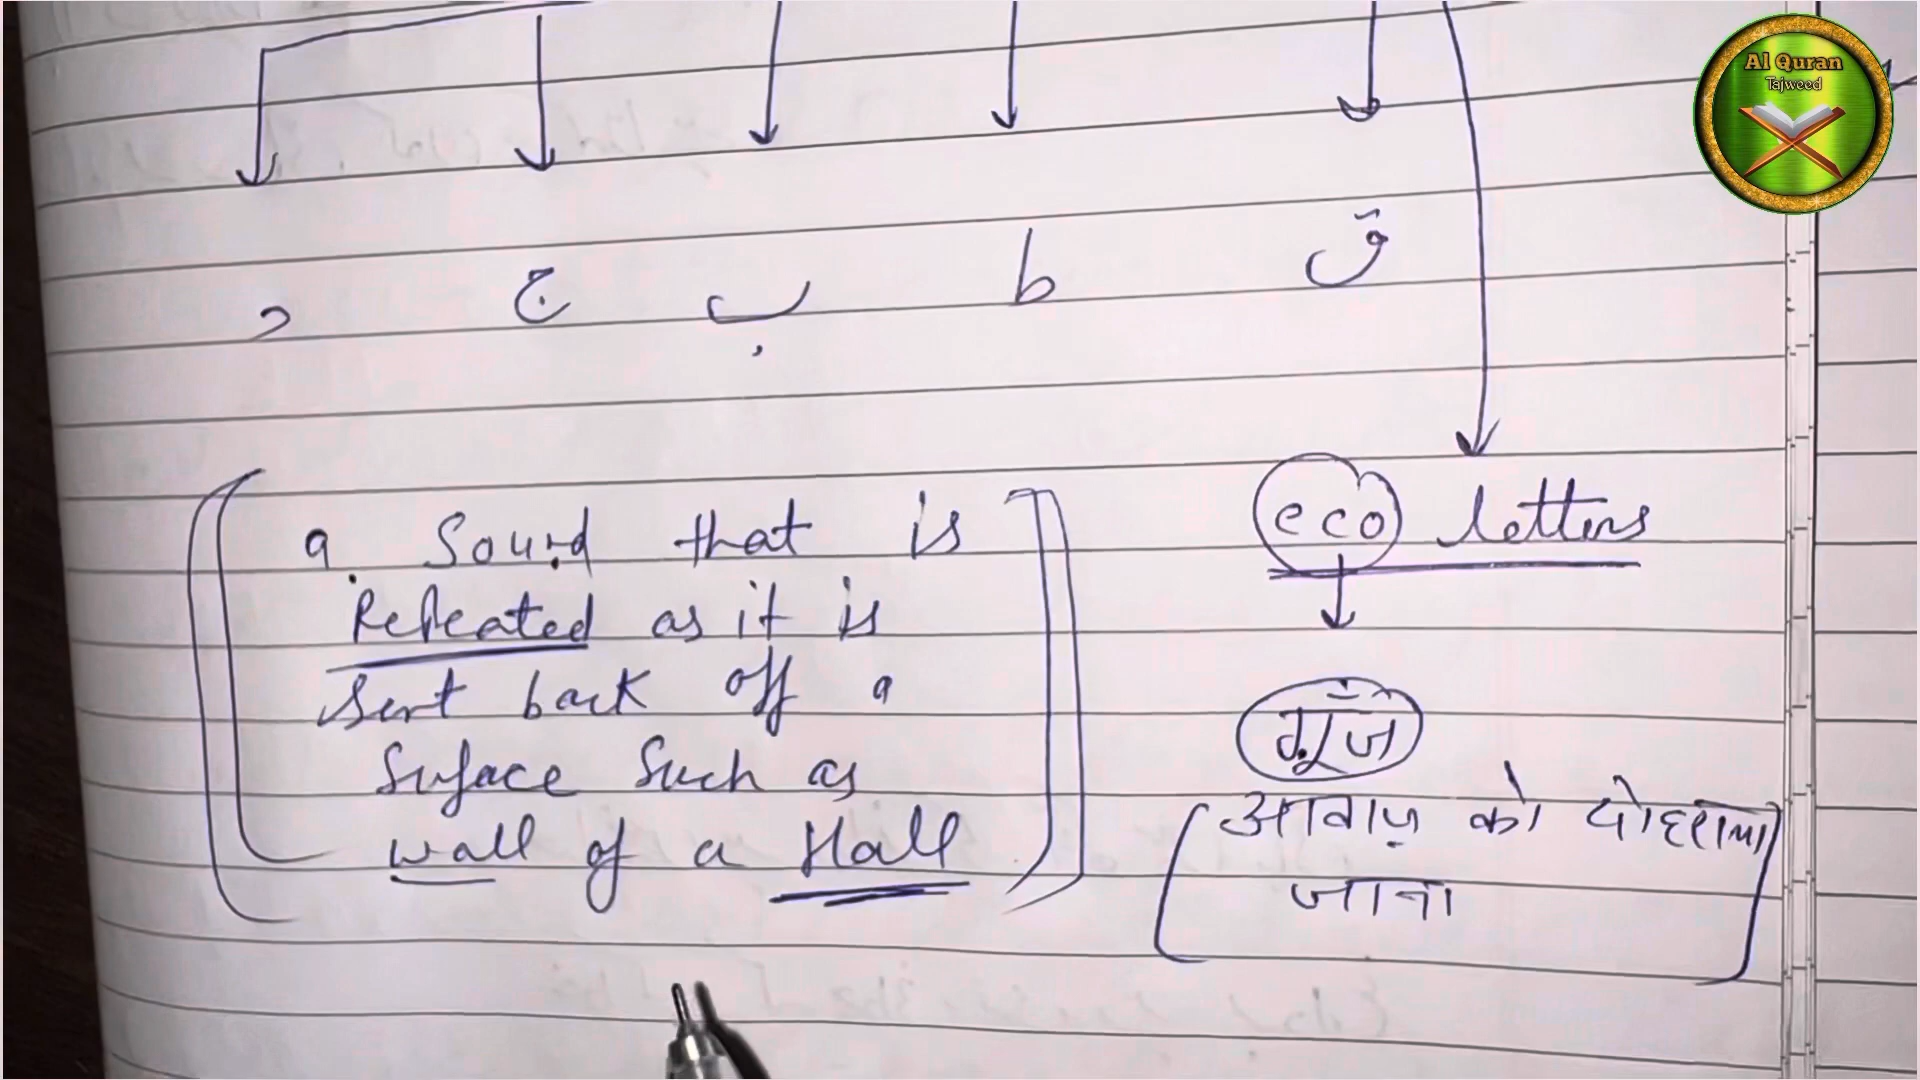 Al Quran
Tajweed
ق ط ب ج د
eco letters
गूँज
आवाज़ को दोहराया
जाना
a Sound that is
Repeated as it is
Sent back off a
Surface Such as
wall of a Hall